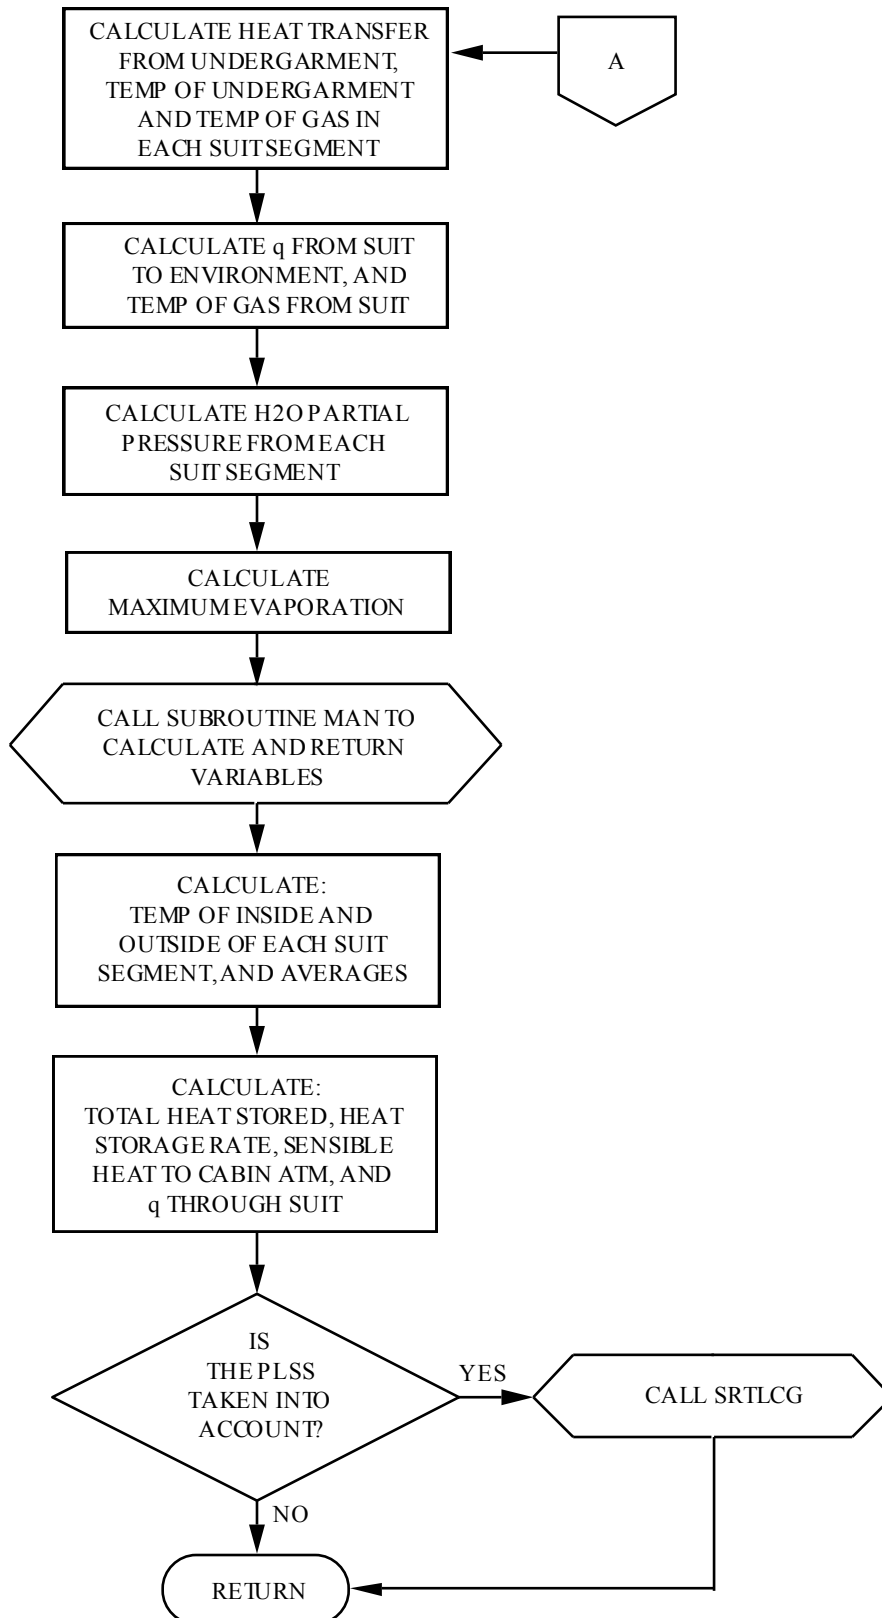 CALCULATE HEAT TRANSFER
FROM UNDERGARMENT,
TEMP OF UNDERGARMENT
AND TEMP OF GAS IN
EACH SUIT SEGMENT
A
CALCULATE q FROM SUIT
TO ENVIRONMENT, AND
TEMP OF GAS FROM SUIT
CALCULATE H2O PARTIAL
PRESSURE FROM EACH
SUIT SEGMENT
CALCULATE
MAXIMUM EVAPORATION
CALL SUBROUTINE MAN TO
CALCULATE AND RETURN
VARIABLES
CALCULATE:
TEMP OF INSIDE AND
OUTSIDE OF EACH SUIT
SEGMENT, AND AVERAGES
CALCULATE:
TOTAL HEAT STORED, HEAT
STORAGE RATE, SENSIBLE
HEAT TO CABIN ATM, AND
q THROUGH SUIT
IS
THE PLSS
TAKEN INTO
ACCOUNT?
YES
CALL SRTLCG
NO
RETURN